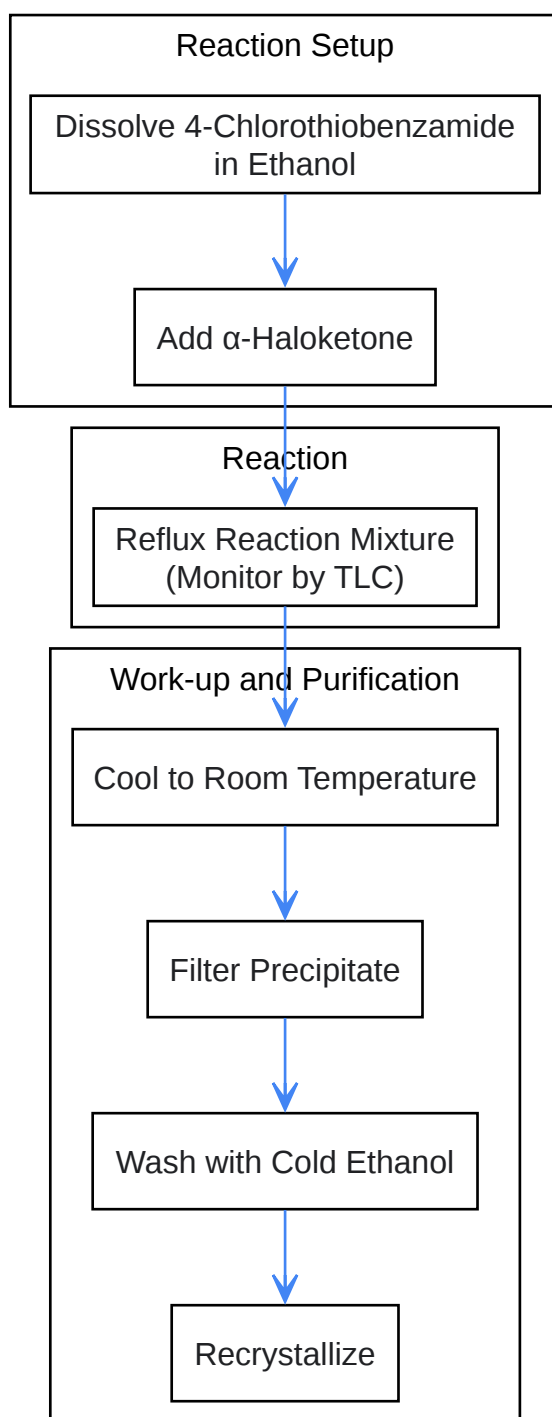 Reaction Setup
Dissolve 4-Chlorothiobenzamide
in Ethanol
Add α-Haloketone
Reaction
Reflux Reaction Mixture
(Monitor by TLC)
Work-up and Purification
Cool to Room Temperature
Filter Precipitate
Wash with Cold Ethanol
Recrystallize